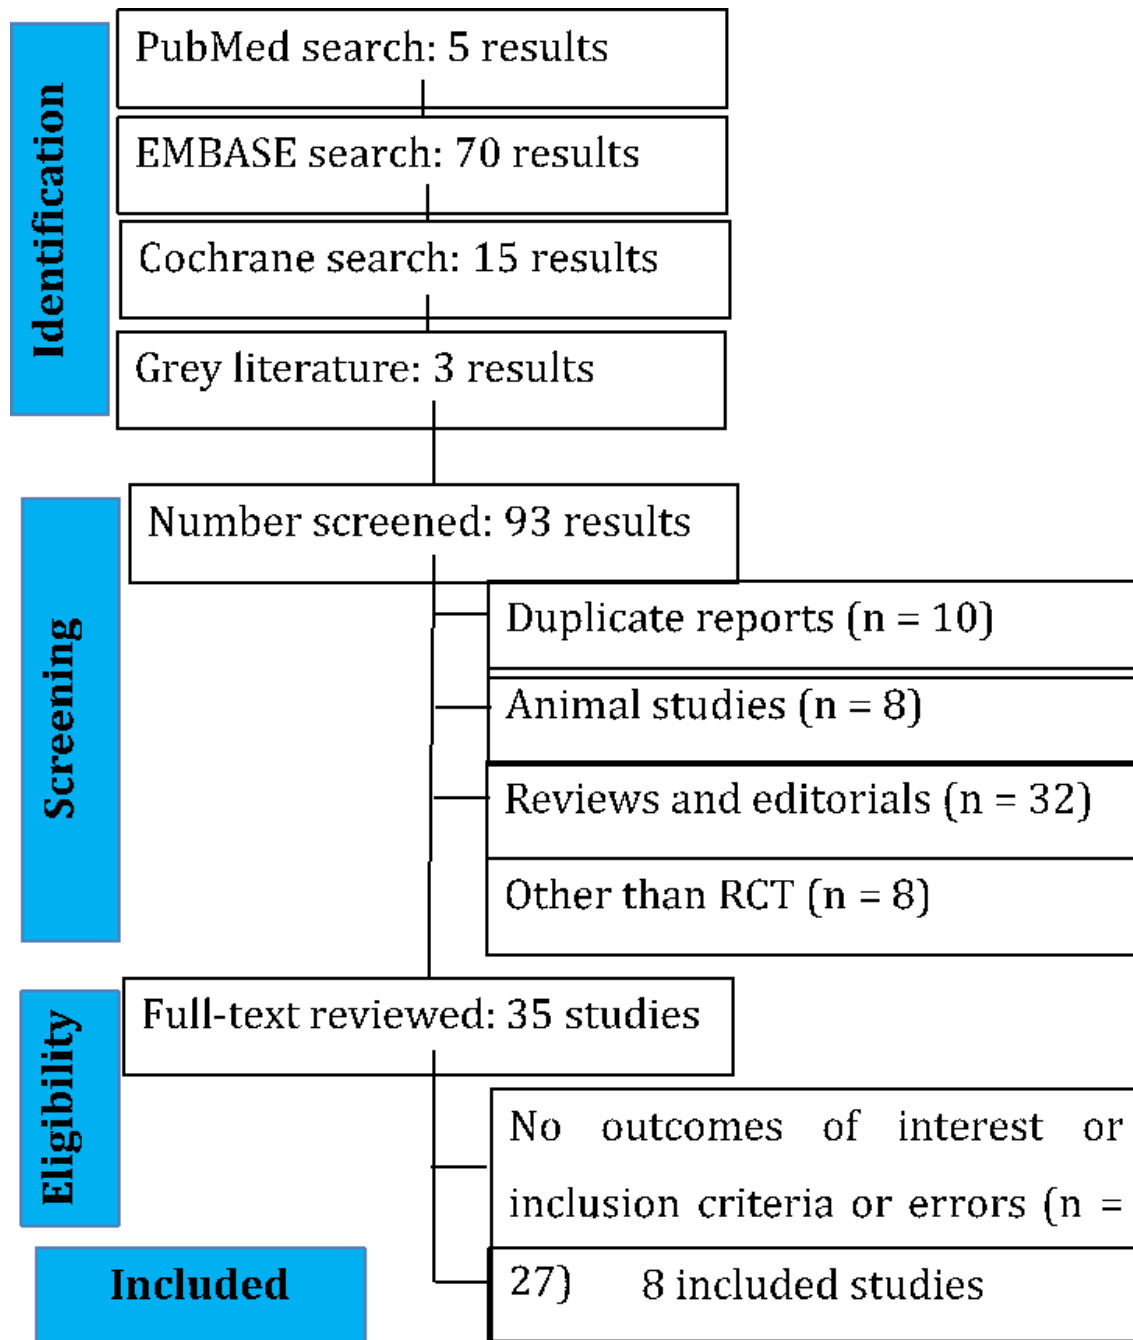 Identification
PubMed search: 5 results
EMBASE search: 70 results
Cochrane search: 15 results
Grey literature: 3 results
Screening
Number screened: 93 results
Duplicate reports (n = 10)
Animal studies (n = 8)
Reviews and editorials (n = 32)
Other than RCT (n = 8)
Eligibility
Full-text reviewed: 35 studies
No outcomes of interest or
inclusion criteria or errors (n =
27)
Included
8 included studies